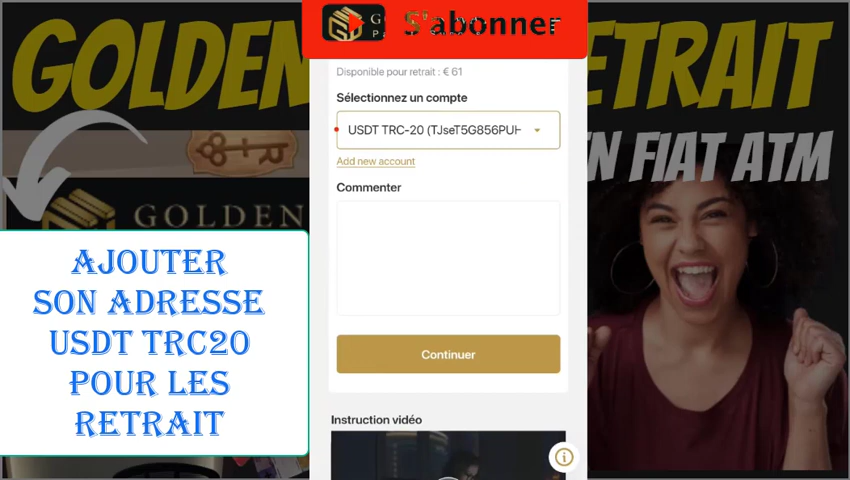 GOLDEN
RETRAIT
EN FIAT ATM
GOLDEN
S'abonner
Disponible pour retrait : € 61
Sélectionnez un compte
USDT TRC-20 (TJseT5G856PUH
Add new account
Commenter
Continuer
Instruction vidéo
AJOUTER
SON ADRESSE
USDT TRC20
POUR LES
RETRAIT